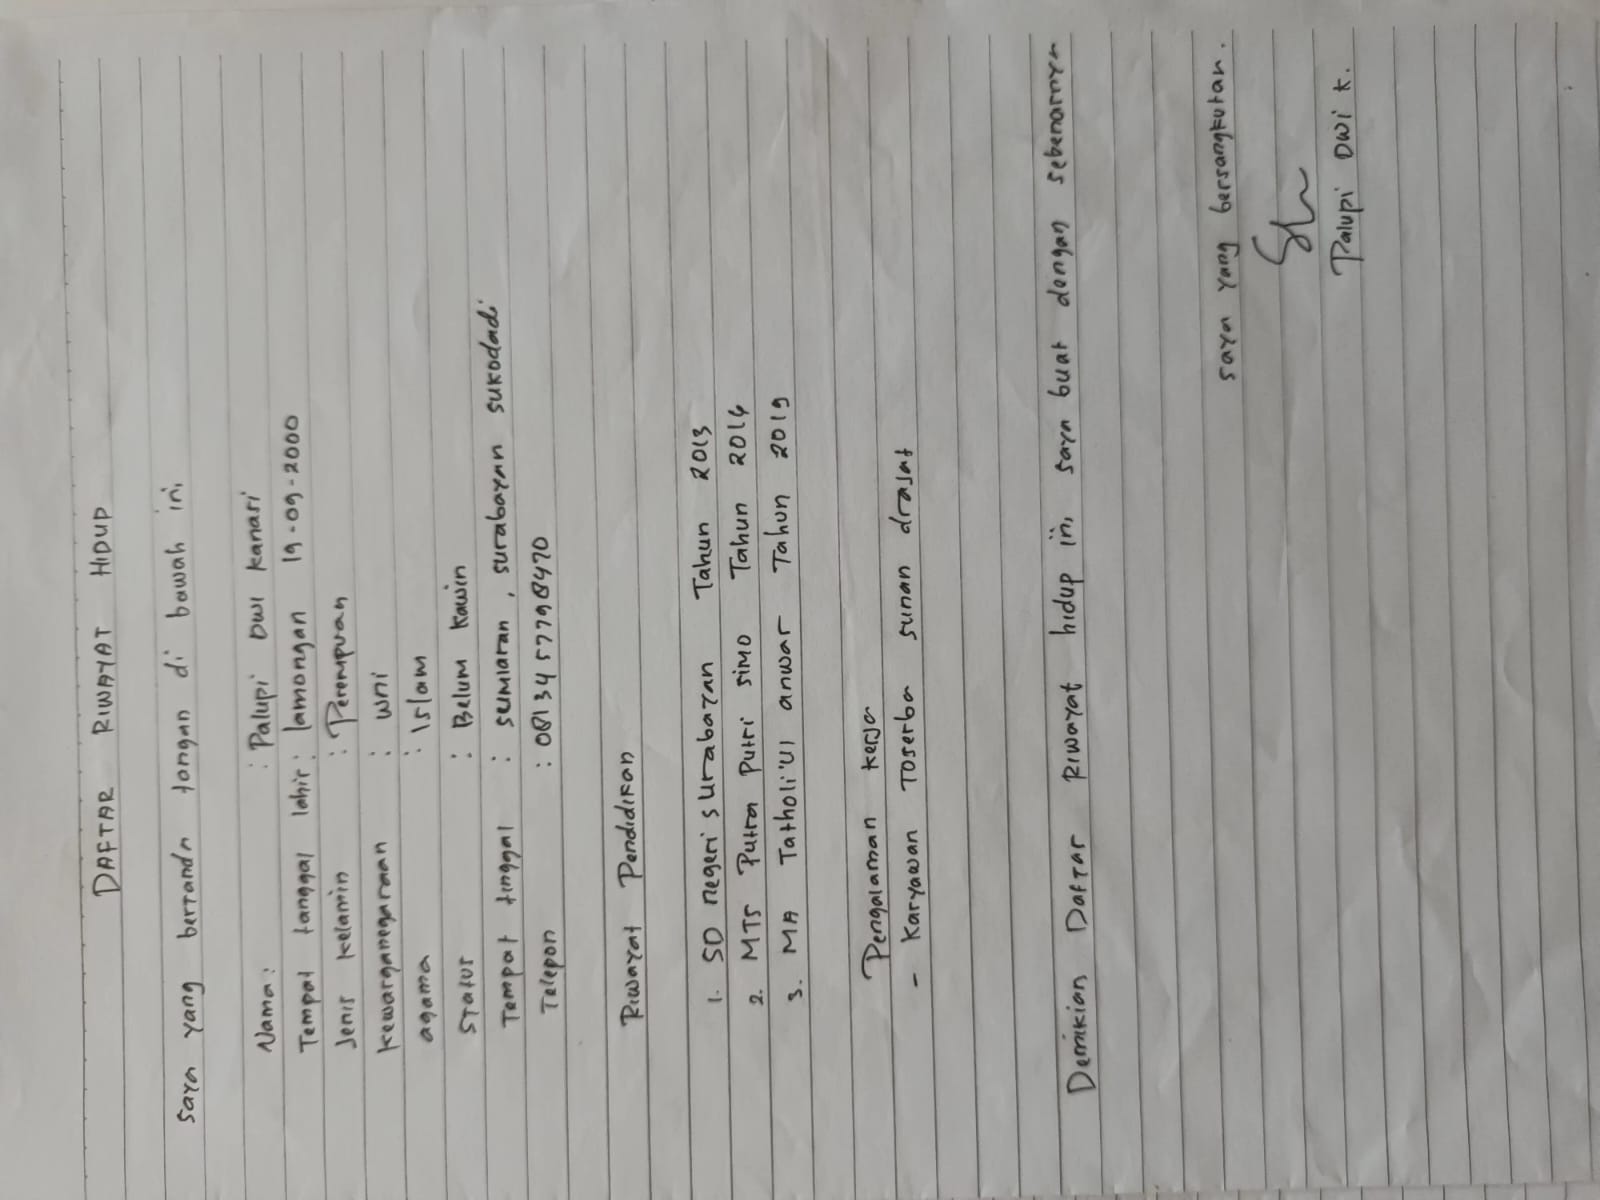 DAFTAR RIWAYAT HIDUP
saya yang bertanda tangan di bawah ini,
Nama : : Palupi Dwi Kanasi
Tempat tanggal lahir : lamongan 19-09-2000
Jenis Kelamin : Perempuan
Kewarganegaraan : wni
agama : Islam
Status : Belum Kawin
Tempat tinggal : sumlaran , surabayan sukodadi
Telepon : 0813457798470
Riwayat Pendidikan
1. SD negeri surabayan Tahun 2013
2. MTS Putra Putri Simo Tahun 2016
3. MA Tatholi'ul anwar Tahun 2019
Pengalaman kerja
- Karyawan Toserba sunan drajat
Demikian Daftar Riwayat hidup ini, saya buat dengan sebenarnya
saya yang bersangkutan.
Palupi Dwi K.